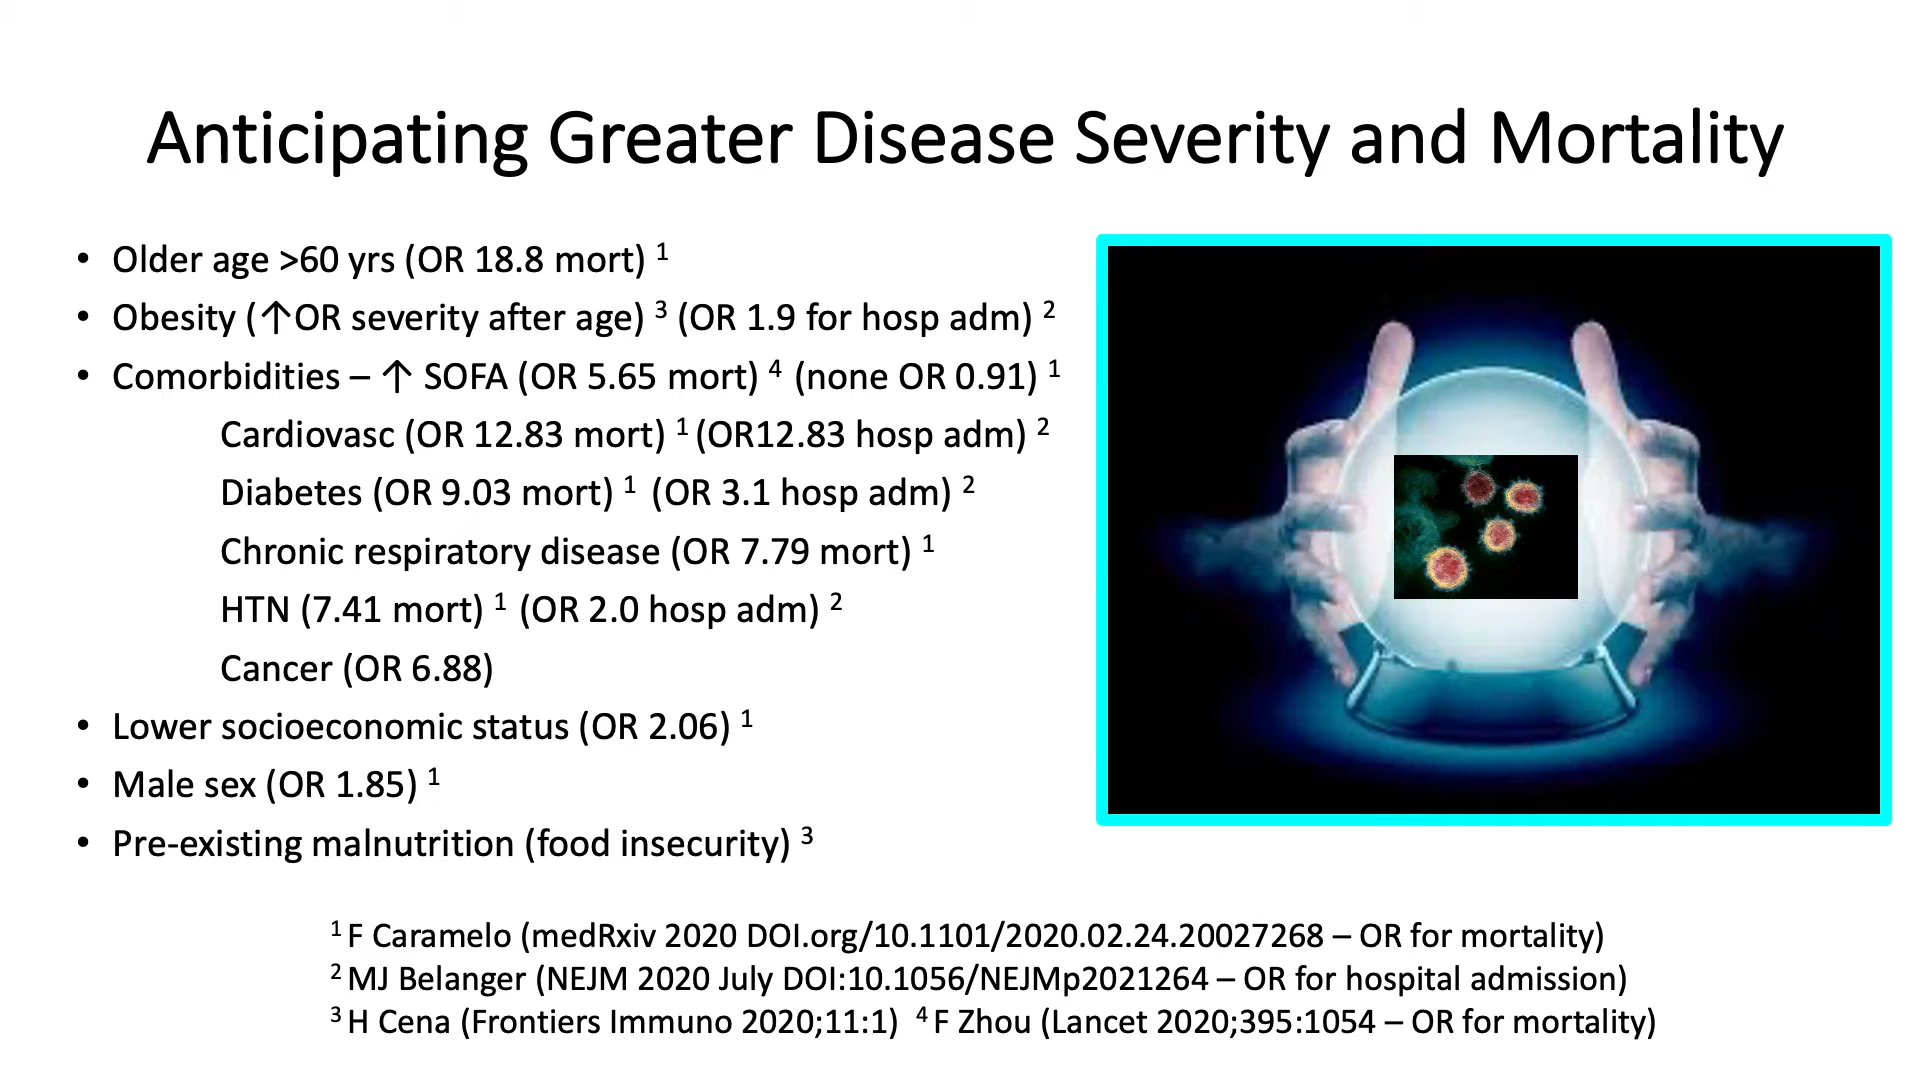 Anticipating Greater Disease Severity and Mortality
• Older age >60 yrs (OR 18.8 mort) ¹
• Obesity (↑OR severity after age) ³ (OR 1.9 for hosp adm) ²
• Comorbidities – ↑ SOFA (OR 5.65 mort) ⁴ (none OR 0.91) ¹
Cardiovasc (OR 12.83 mort) ¹ (OR12.83 hosp adm) ²
Diabetes (OR 9.03 mort) ¹ (OR 3.1 hosp adm) ²
Chronic respiratory disease (OR 7.79 mort) ¹
HTN (7.41 mort) ¹ (OR 2.0 hosp adm) ²
Cancer (OR 6.88)
• Lower socioeconomic status (OR 2.06) ¹
• Male sex (OR 1.85) ¹
• Pre-existing malnutrition (food insecurity) ³
¹ F Caramelo (medRxiv 2020 DOI.org/10.1101/2020.02.24.20027268 – OR for mortality)
² MJ Belanger (NEJM 2020 July DOI:10.1056/NEJMp2021264 – OR for hospital admission)
³ H Cena (Frontiers Immuno 2020;11:1) ⁴ F Zhou (Lancet 2020;395:1054 – OR for mortality)